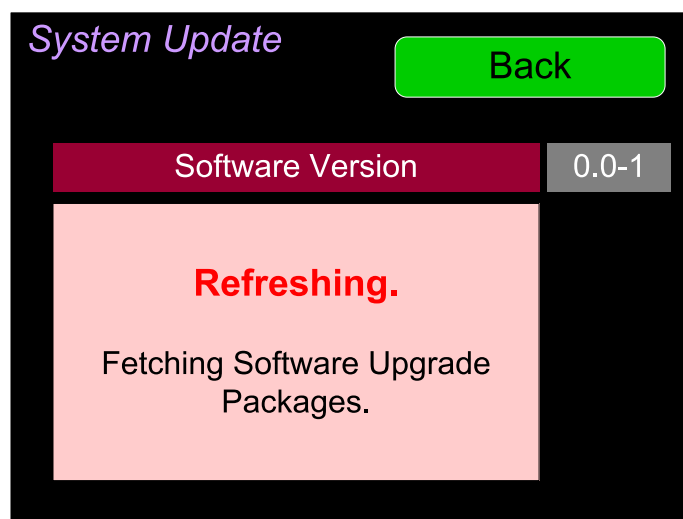 System Update
Back
Software Version
0.0-1
Refreshing.
Fetching Software Upgrade
Packages.